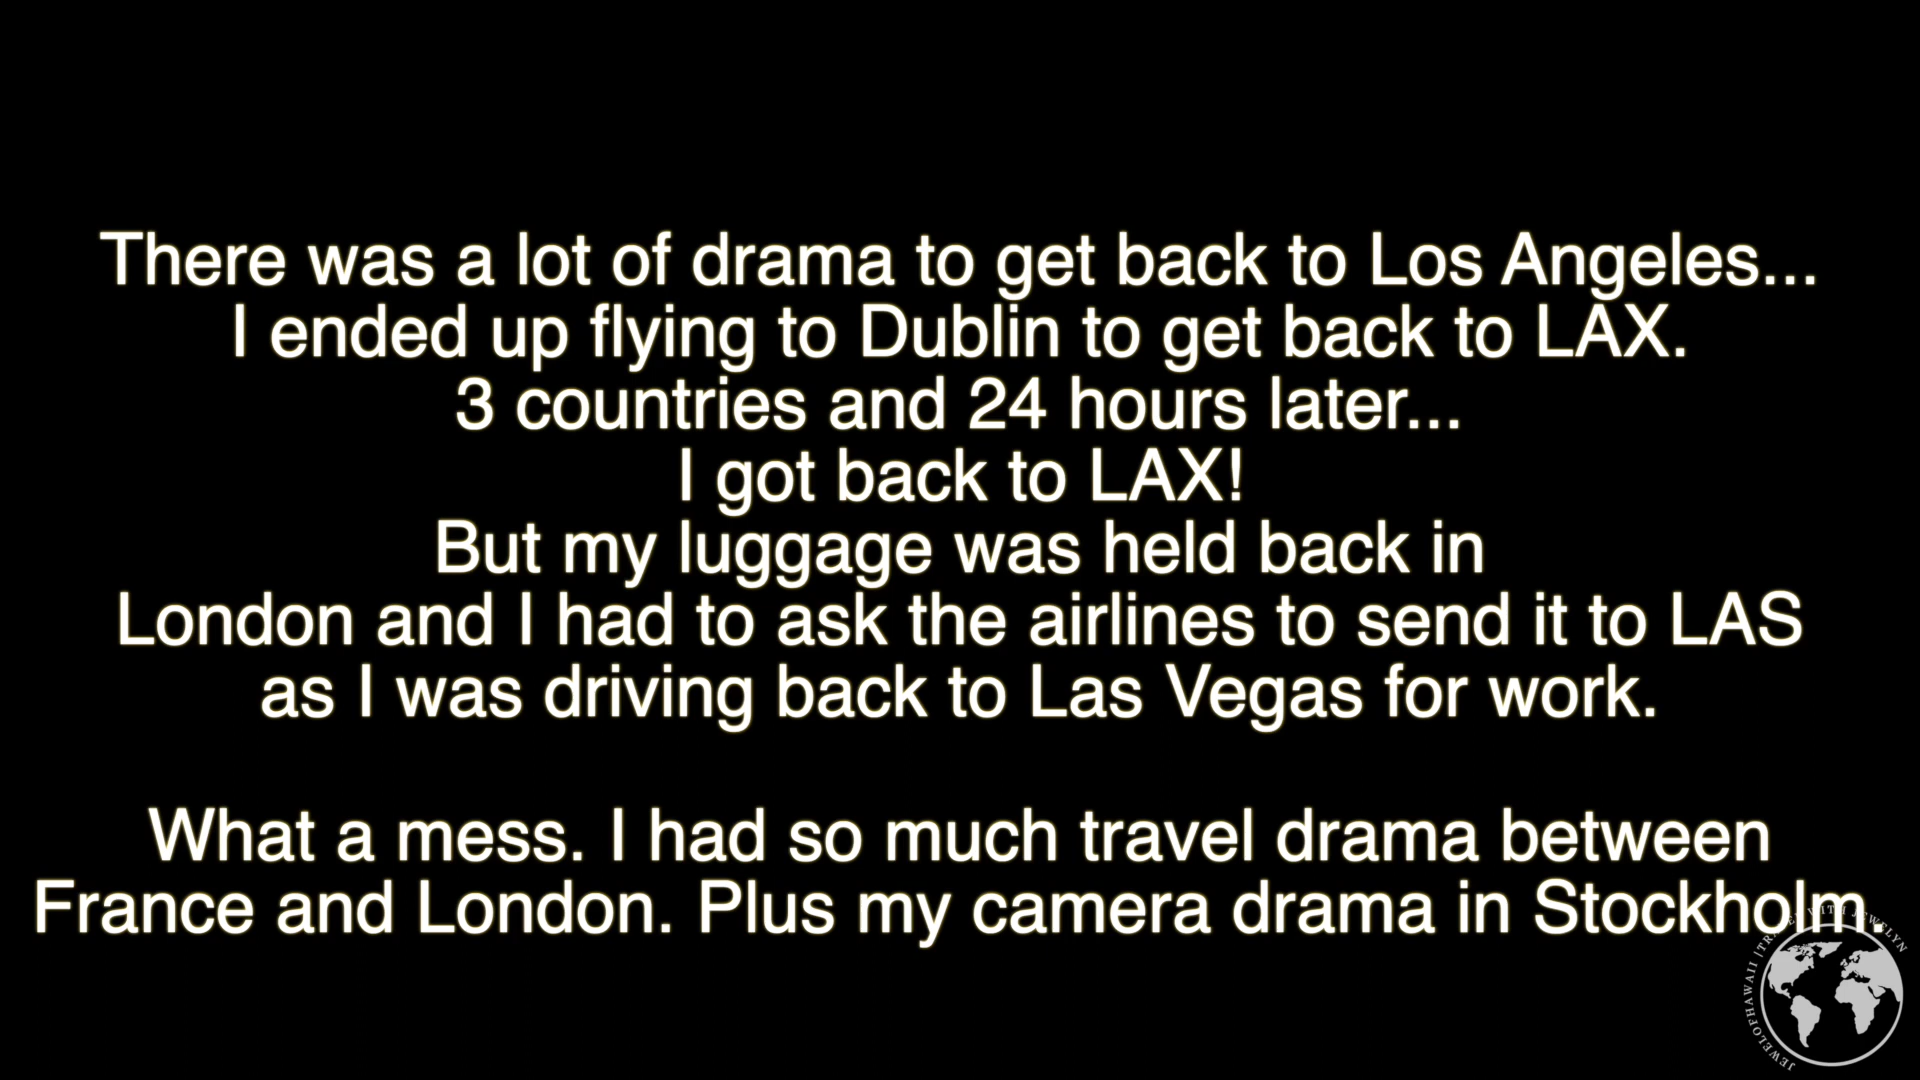 There was a lot of drama to get back to Los Angeles...
I ended up flying to Dublin to get back to LAX.
3 countries and 24 hours later...
I got back to LAX!
But my luggage was held back in
London and I had to ask the airlines to send it to LAS
as I was driving back to Las Vegas for work.
What a mess. I had so much travel drama between
France and London. Plus my camera drama in Stockholm.
JEWELOFHAWAII | TRAVEL WITH JEWELYN